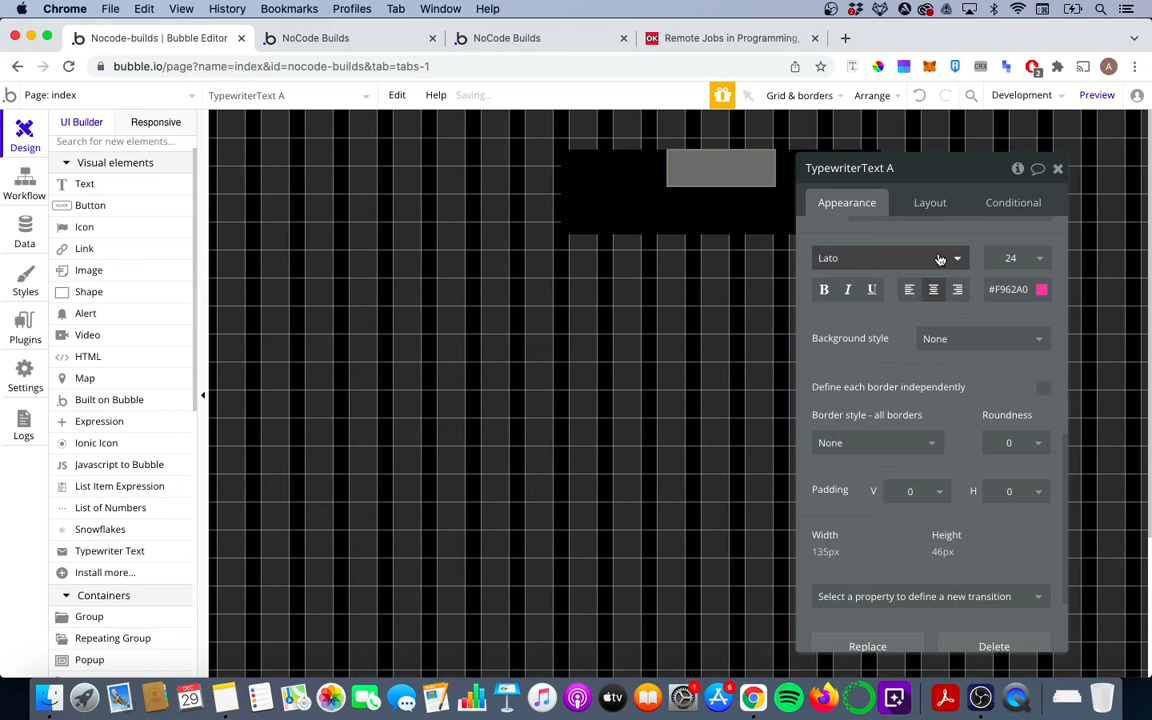 Chrome File Edit View History Bookmarks Profiles Tab Window Help
Nocode-builds | Bubble Editor
NoCode Builds
NoCode Builds
OK Remote Jobs in Programming,
bubble.io/page?name=index&id=nocode-builds&tab=tabs-1
Page: index
TypewriterText A
Edit Help Saving...
Grid & borders
Arrange
Development
Preview
Design
Workflow
Data
Styles
Plugins
Settings
Logs
UI Builder Responsive
Search for new elements...
Visual elements
Text
CLICK Button
Icon
Link
Image
Shape
Alert
Video
</> HTML
Map
Built on Bubble
Expression
Ionic Icon
JS Javascript to Bubble
List Item Expression
List of Numbers
Snowflakes
Typewriter Text
Install more...
Containers
Group
Repeating Group
Popup
TypewriterText A
Appearance Layout Conditional
Lato 24
B I U #F962A0
Background style None
Define each border independently
Border style - all borders Roundness
None 0
Padding V 0 H 0
Width Height
135px 46px
Select a property to define a new transition
Replace Delete